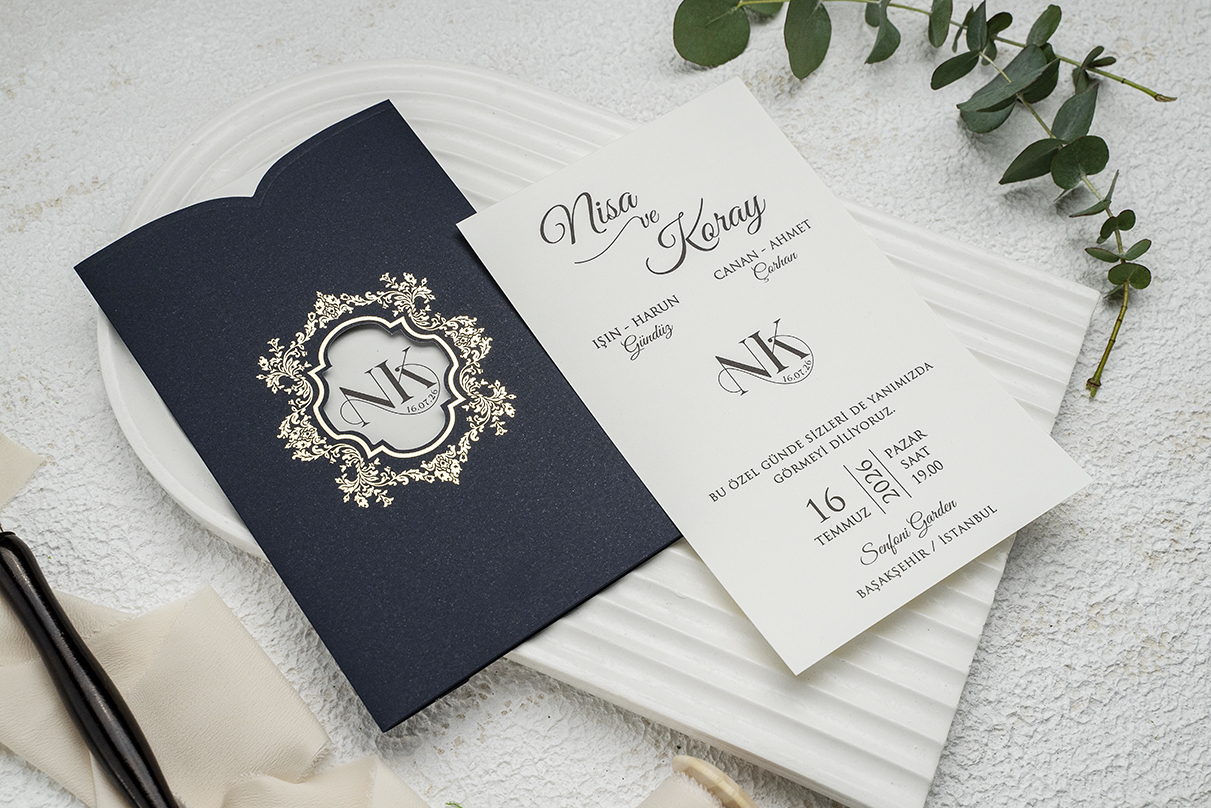 NK
16.07.26
Nisa
ve
Koray
CANAN - AHMET
Çorhan
IŞIN - HARUN
Gündüz
NK
16.07.26
BU ÖZEL GÜNDE SİZLERİ DE YANIMIZDA
GÖRMEYİ DİLİYORUZ.
16
TEMMUZ
2026
PAZAR
SAAT
19.00
Senfoni Garden
BAŞAKŞEHİR / İSTANBUL